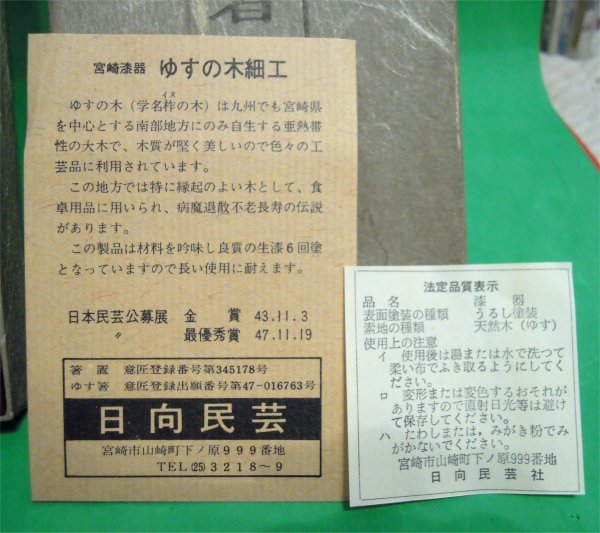 宮崎漆器 ゆすの木細工
イス
ゆすの木（学名柞の木）は九州でも宮崎県
を中心とする南部地方にのみ自生する亜熱帯
性の大木で、木質が堅く美しいので色々の工
芸品に利用されています。
この地方では特に縁起のよい木として、食
卓用品に用いられ、病魔退散不老長寿の伝説
があります。
この製品は材料を吟味し良質の生漆6回塗
となっていますので長い使用に耐えます。
日本民芸公募展 金賞 43.11.3
〃 最優秀賞 47.11.19
箸置 意匠登録番号第345178号
ゆす箸 意匠登録出願番号第47-016763号
日向民芸
宮崎市山崎町下ノ原999番地
TEL(25)3218~9
法定品質表示
品名 漆器
表面塗装の種類 うるし塗装
素地の種類 天然木（ゆす）
使用上の注意
イ 使用後は湯または水で洗つて
柔い布でふき取るようにしてく
ださい。
ロ 変形または変色するおそれが
ありますので直射日光等は避け
て保存してください。
ハ たわしまたは，みがき粉でみ
がかないでください。
宮崎市山崎町下ノ原999番地
日向民芸社